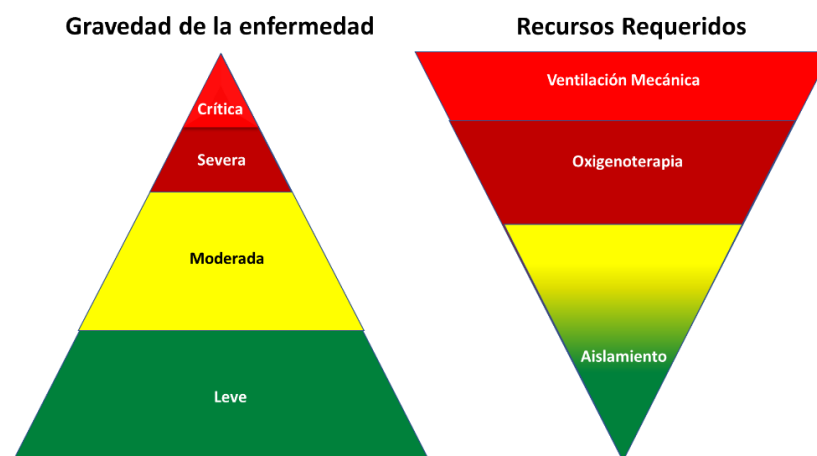 Gravedad de la enfermedad
Crítica
Severa
Moderada
Leve
Recursos Requeridos
Ventilación Mecánica
Oxigenoterapia
Aislamiento